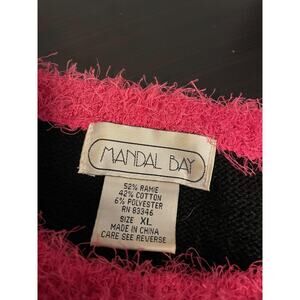 MANDAL BAY
52% RAMIE
42% COTTON
6% POLYESTER
RN 83346
SIZE XL
MADE IN CHINA
CARE SEE REVERSE